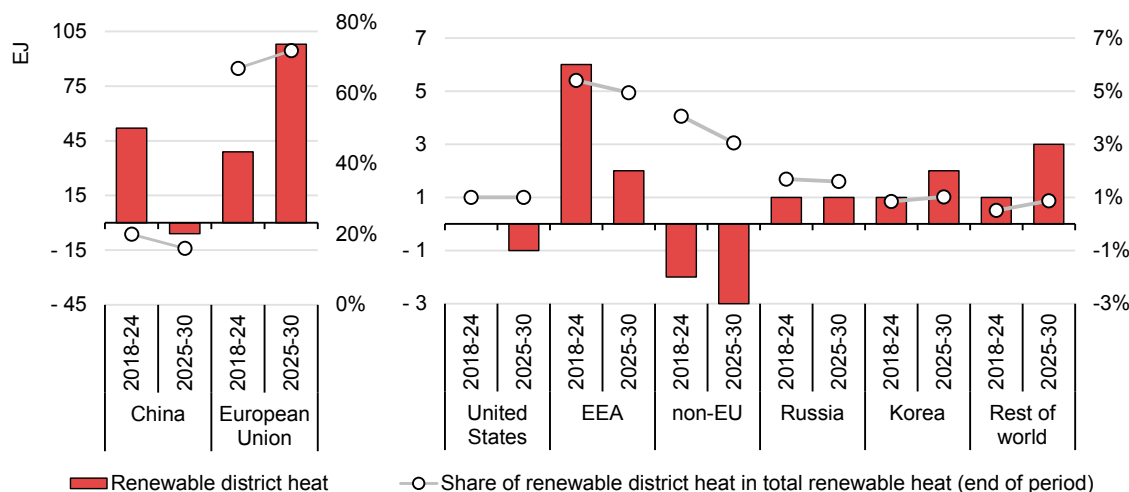 EJ
105
75
45
15
- 15
- 45
80%
60%
40%
20%
0%
7
5
3
1
- 1
- 3
7%
5%
3%
1%
-1%
-3%
2018-24
2025-30
2018-24
2025-30
China
European
Union
2018-24
2025-30
2018-24
2025-30
2018-24
2025-30
2018-24
2025-30
2018-24
2025-30
2018-24
2025-30
United
States
EEA
non-EU
Russia
Korea
Rest of
world
Renewable district heat
Share of renewable district heat in total renewable heat (end of period)